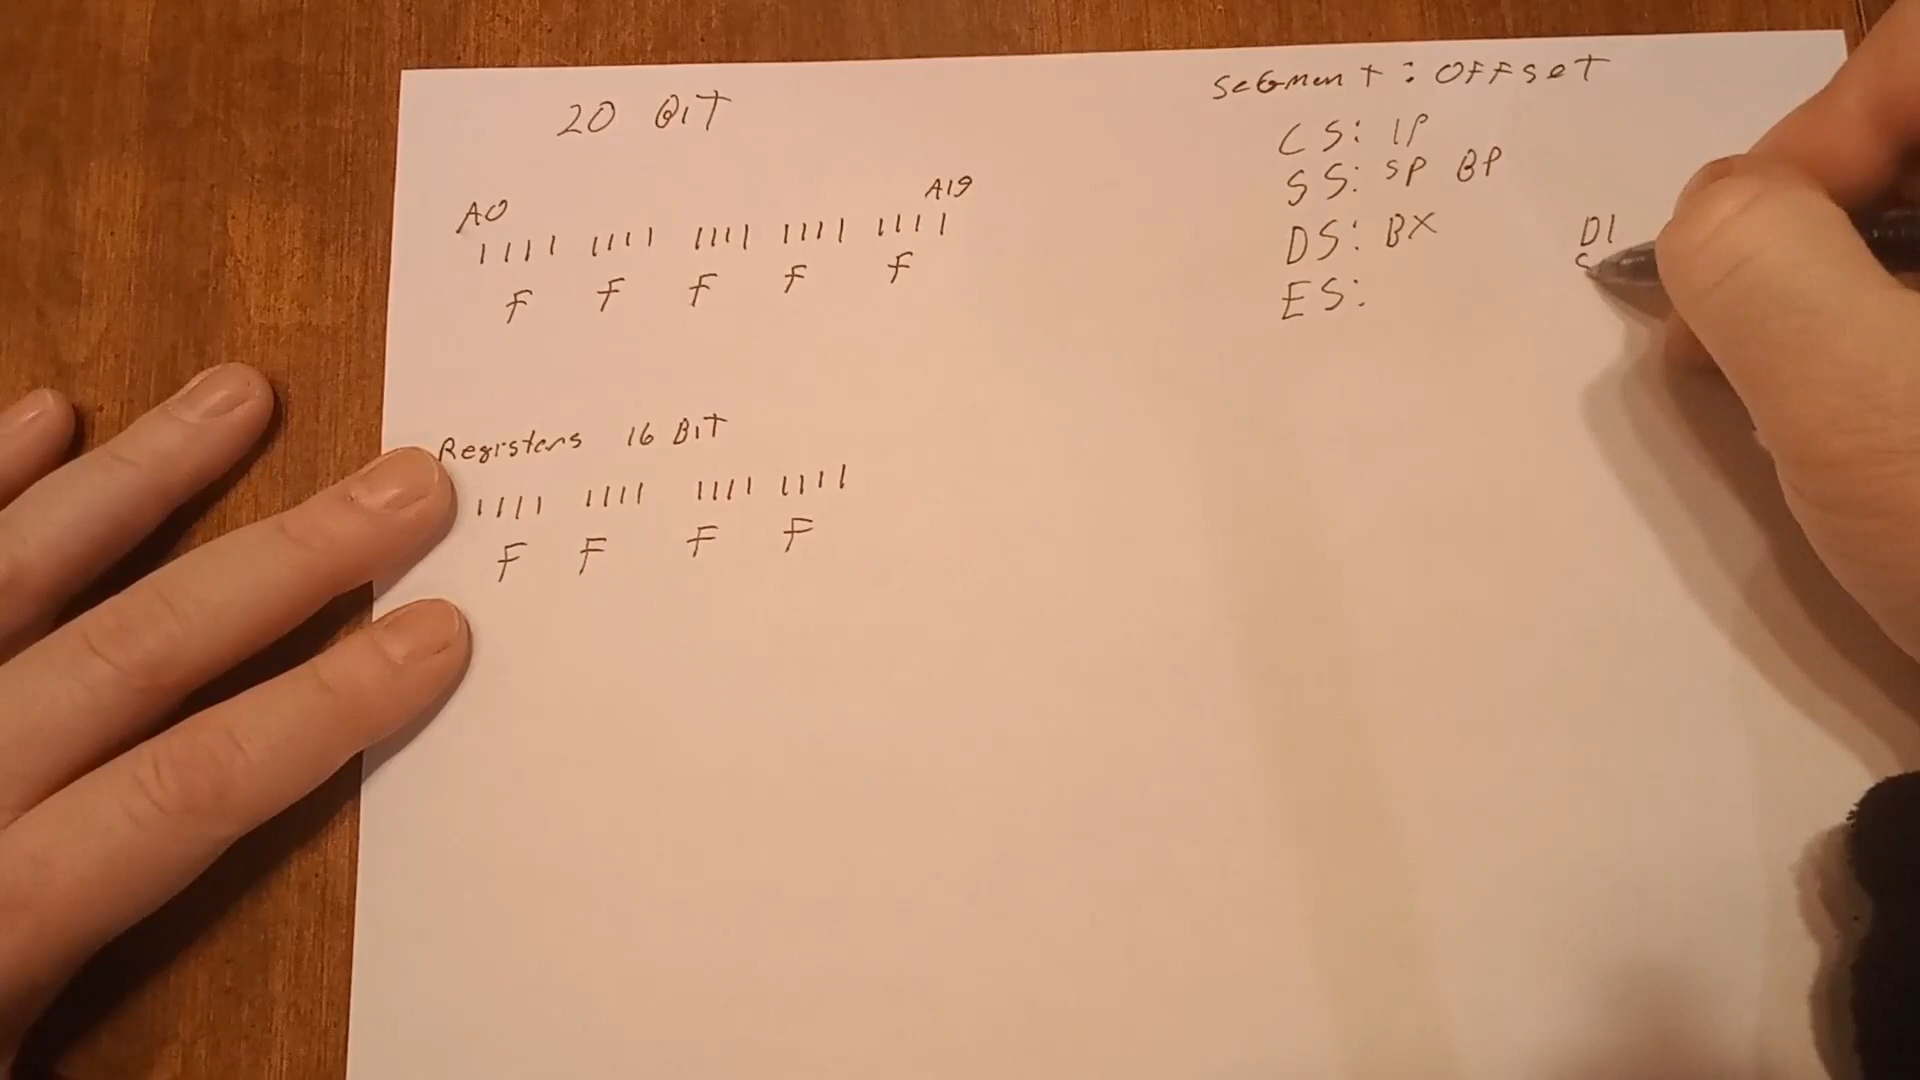 20 BIT
A0 A19
1111 1111 1111 1111 1111
F F F F F
Registers 16 BIT
1111 1111 1111 1111
F F F F
Segment : OFFset
CS: IP
SS: SP BP
DS: BX
ES:
DI
S